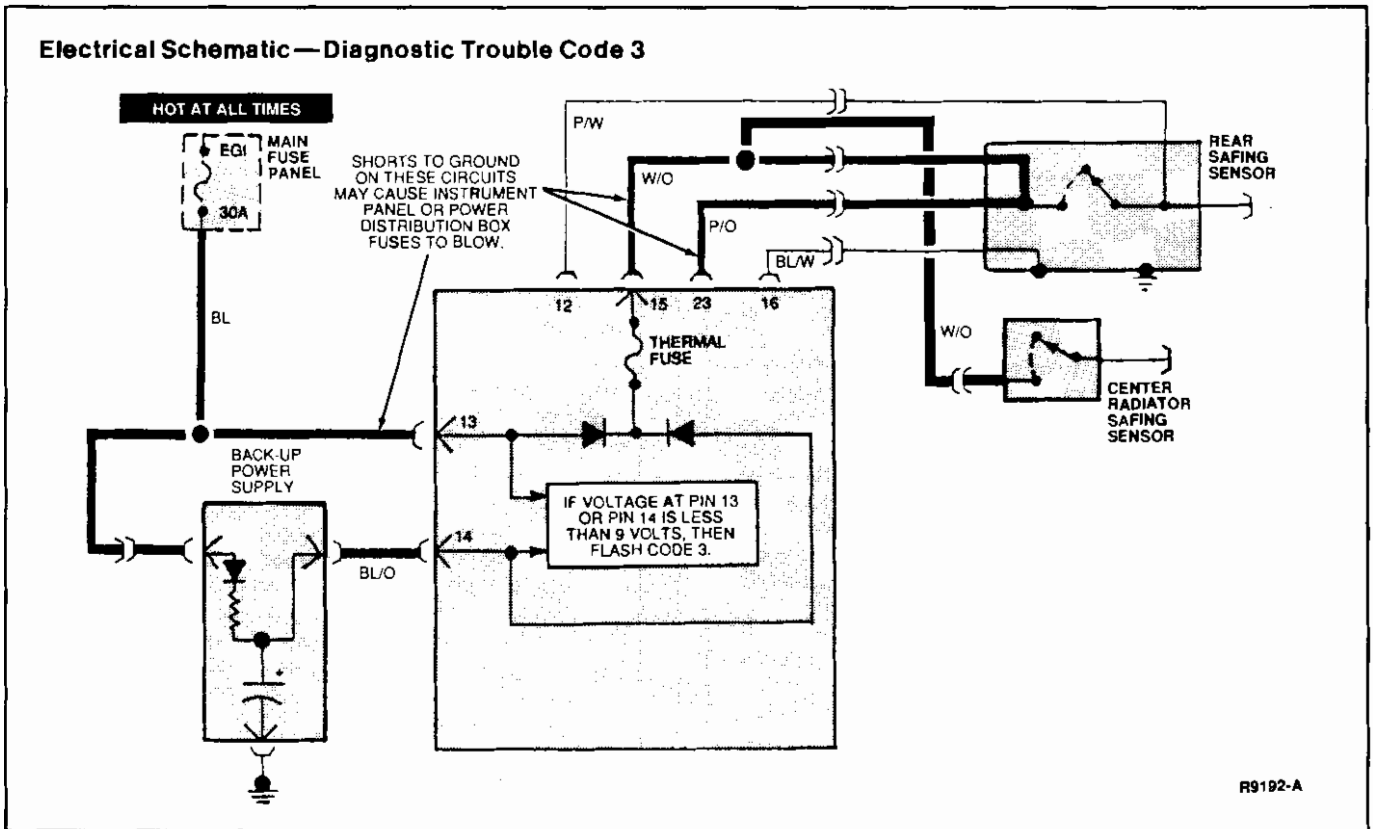 Electrical Schematic—Diagnostic Trouble Code 3
HOT AT ALL TIMES
EGI
30A
MAIN
FUSE
PANEL
SHORTS TO GROUND
ON THESE CIRCUITS
MAY CAUSE INSTRUMENT
PANEL OR POWER
DISTRIBUTION BOX
FUSES TO BLOW.
P/W
W/O
P/O
BL/W
REAR
SAFING
SENSOR
12
15
23
16
BL
THERMAL
FUSE
W/O
CENTER
RADIATOR
SAFING
SENSOR
13
BACK-UP
POWER
SUPPLY
IF VOLTAGE AT PIN 13
OR PIN 14 IS LESS
THAN 9 VOLTS, THEN
FLASH CODE 3.
14
BL/O
+
R9192-A